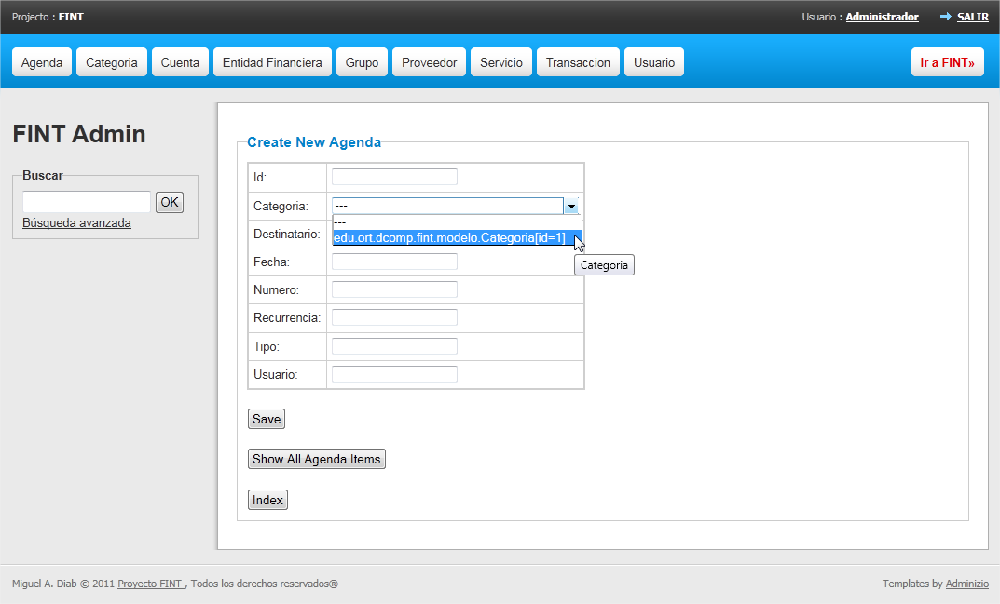 Projecto : FINT
Usuario : Administrador
SALIR
Agenda
Categoria
Cuenta
Entidad Financiera
Grupo
Proveedor
Servicio
Transaccion
Usuario
Ir a FINT»
FINT Admin
Buscar
OK
Búsqueda avanzada
Create New Agenda
Id:
Categoria:
---
---
edu.ort.dcomp.fint.modelo.Categoria[id=1]
Categoria
Destinatario:
Fecha:
Numero:
Recurrencia:
Tipo:
Usuario:
Save
Show All Agenda Items
Index
Miguel A. Diab © 2011 Proyecto FINT , Todos los derechos reservados®
Templates by Adminizio